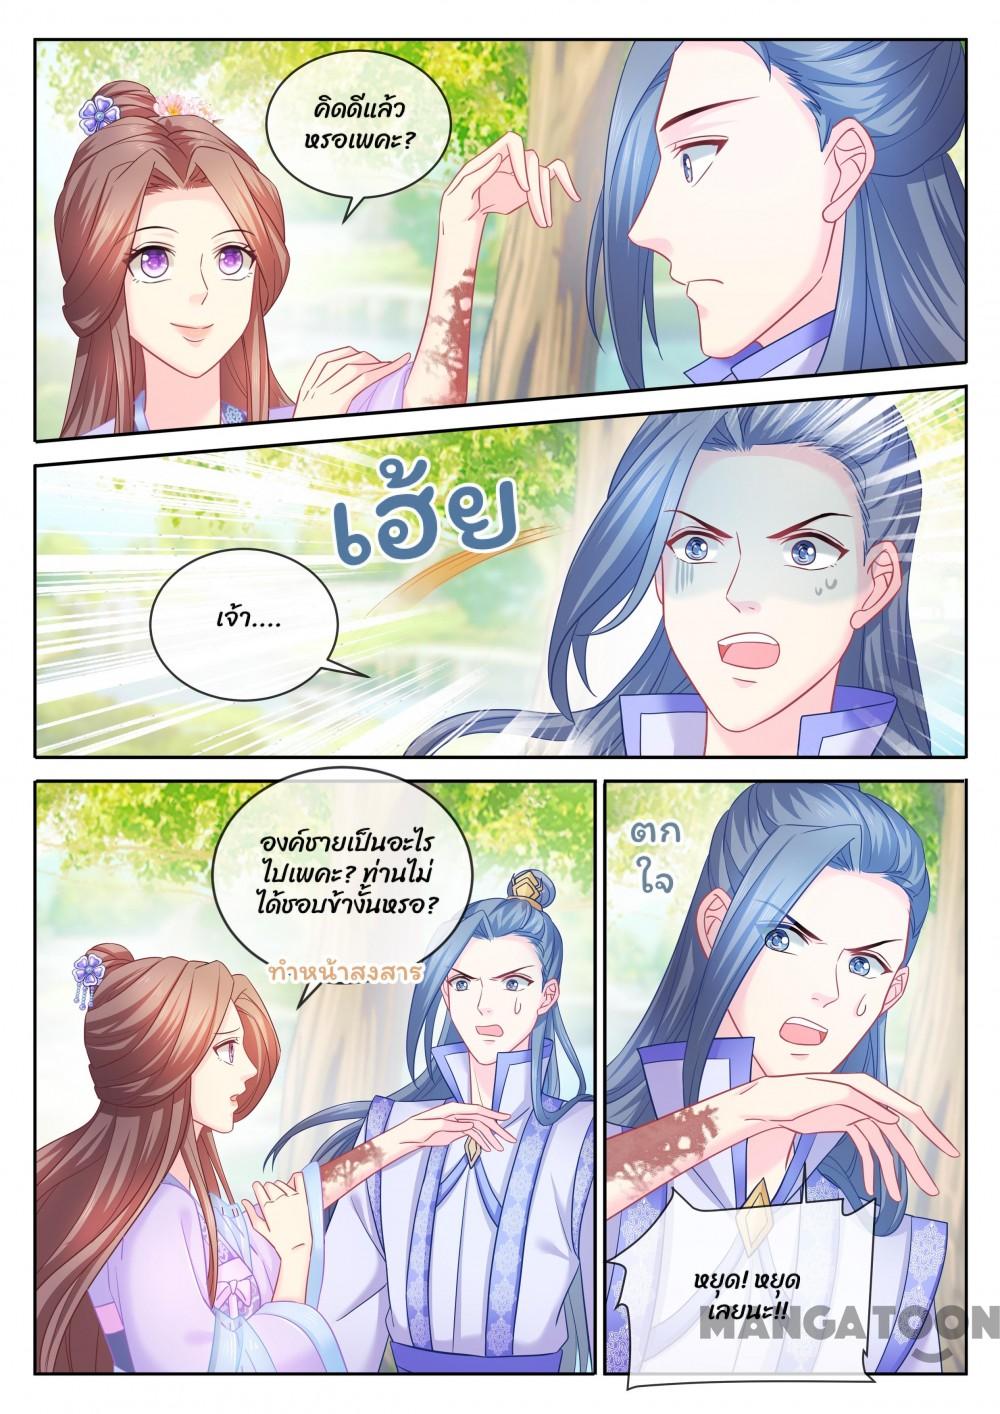 คิดดีแล้ว
หรอเพคะ?
เฮ้ย
เจ้า....
องค์ชายเป็นอะไร
ไปเพคะ? ท่านไม่
ได้ชอบข้างั้นหรอ?
ทำหน้าสงสาร
ตก
ใจ
หยุด! หยุด
เลยนะ!!
MANGATOON